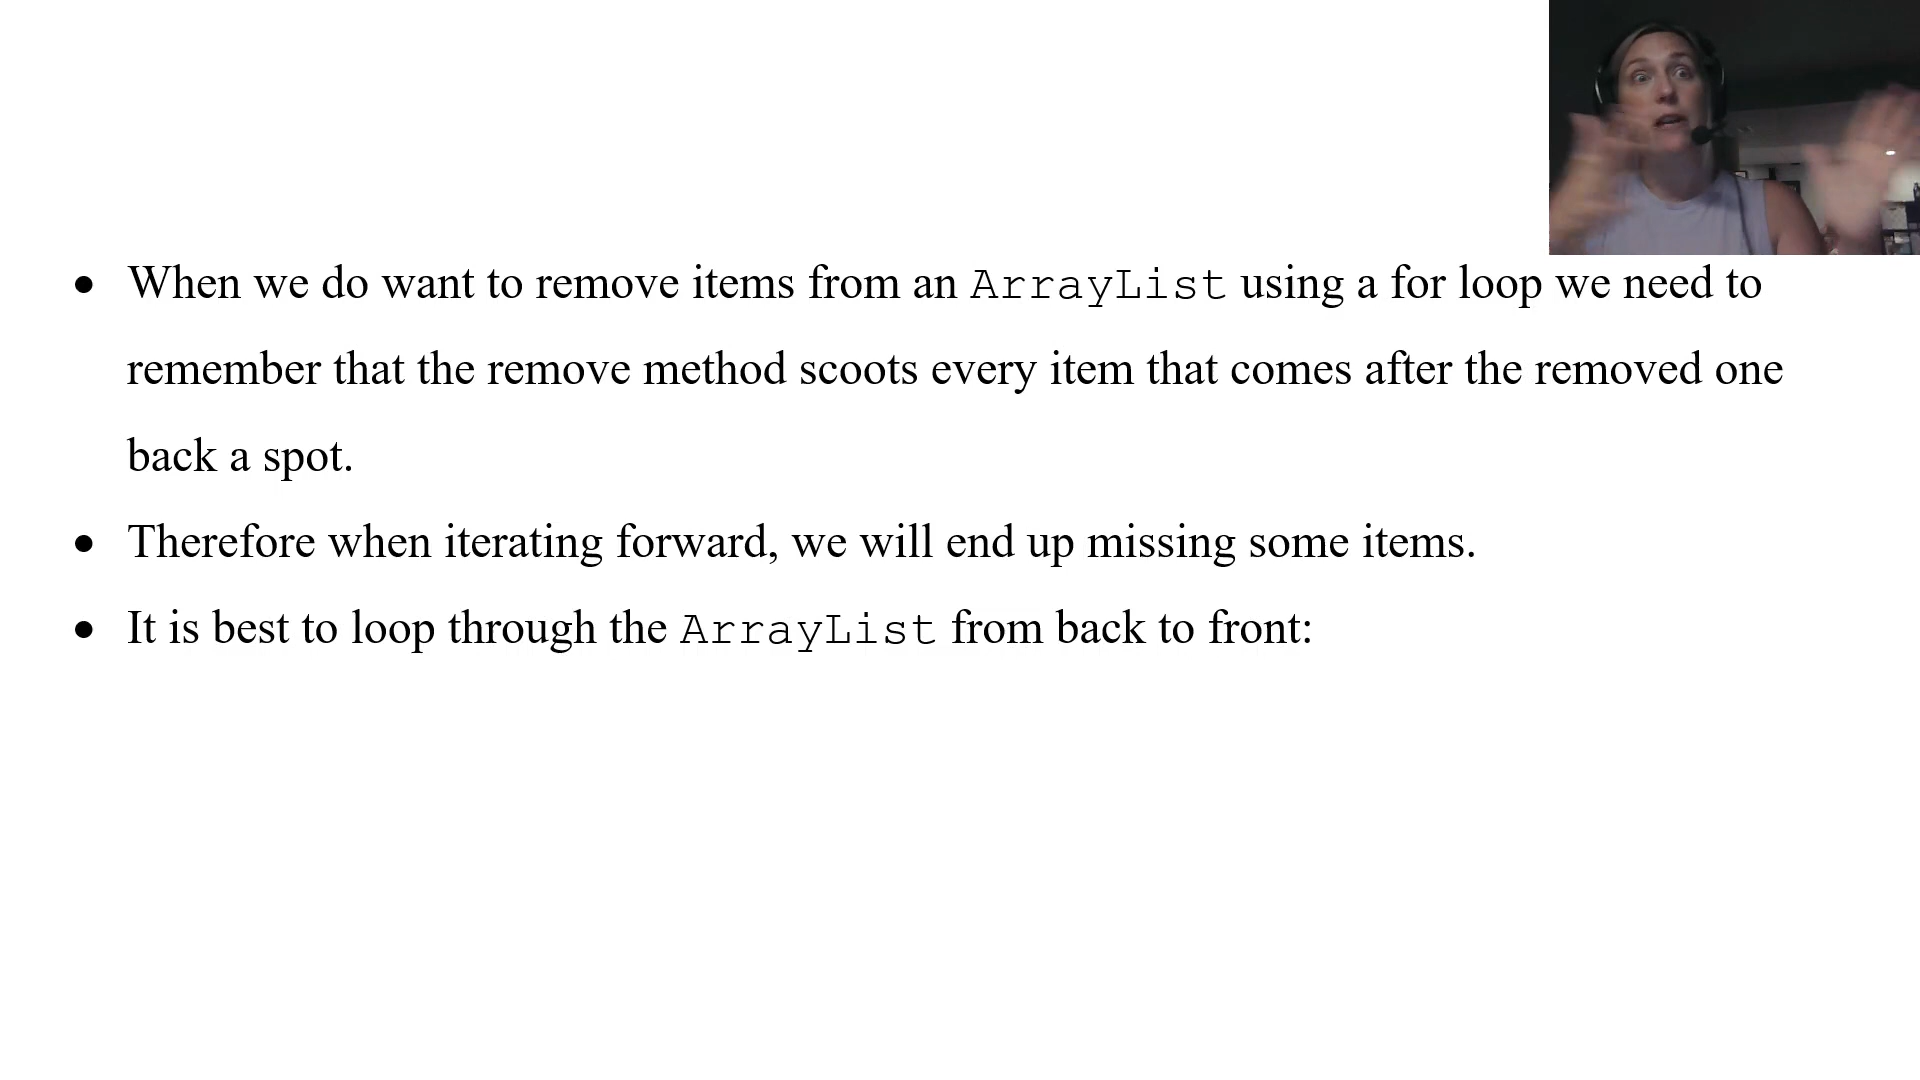 When we do want to remove items from an ArrayList using a for loop we need to
remember that the remove method scoots every item that comes after the removed one
back a spot.
Therefore when iterating forward, we will end up missing some items.
It is best to loop through the ArrayList from back to front: